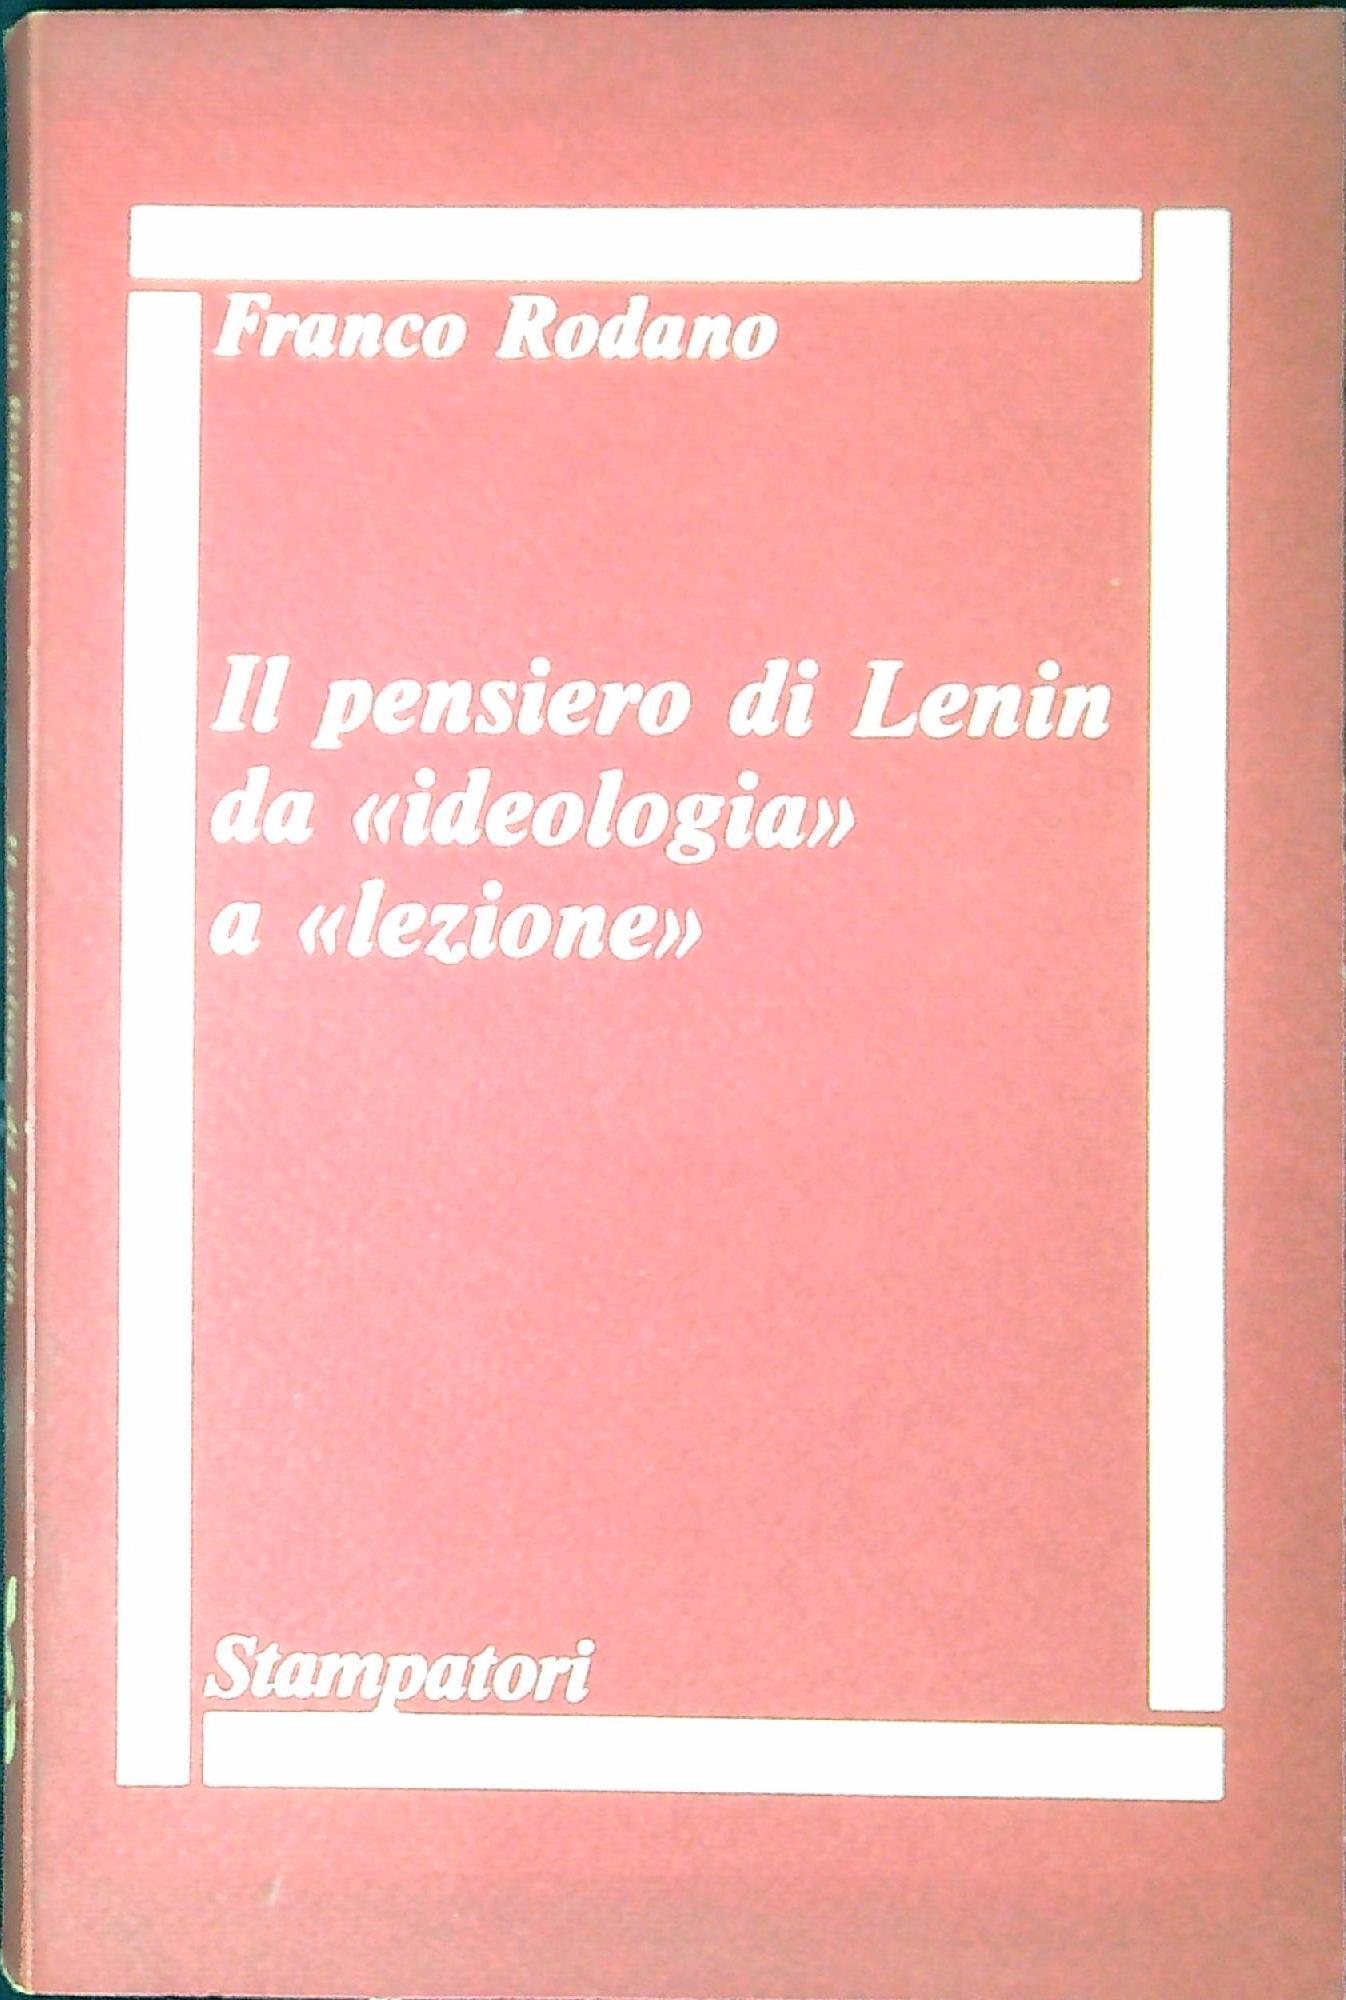 Franco Rodano
Il pensiero di Lenin
da «ideologia»
a «lezione»
Stampatori